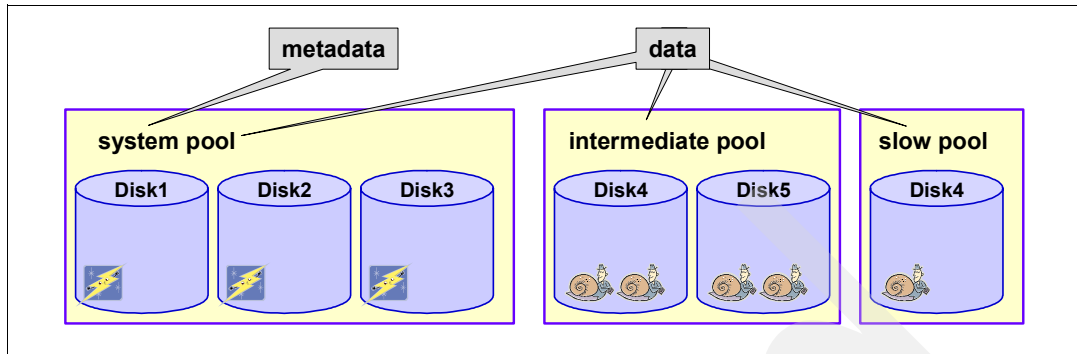 metadata
data
system pool
intermediate pool
slow pool
Disk1
Disk2
Disk3
Disk4
Disk5
Disk4